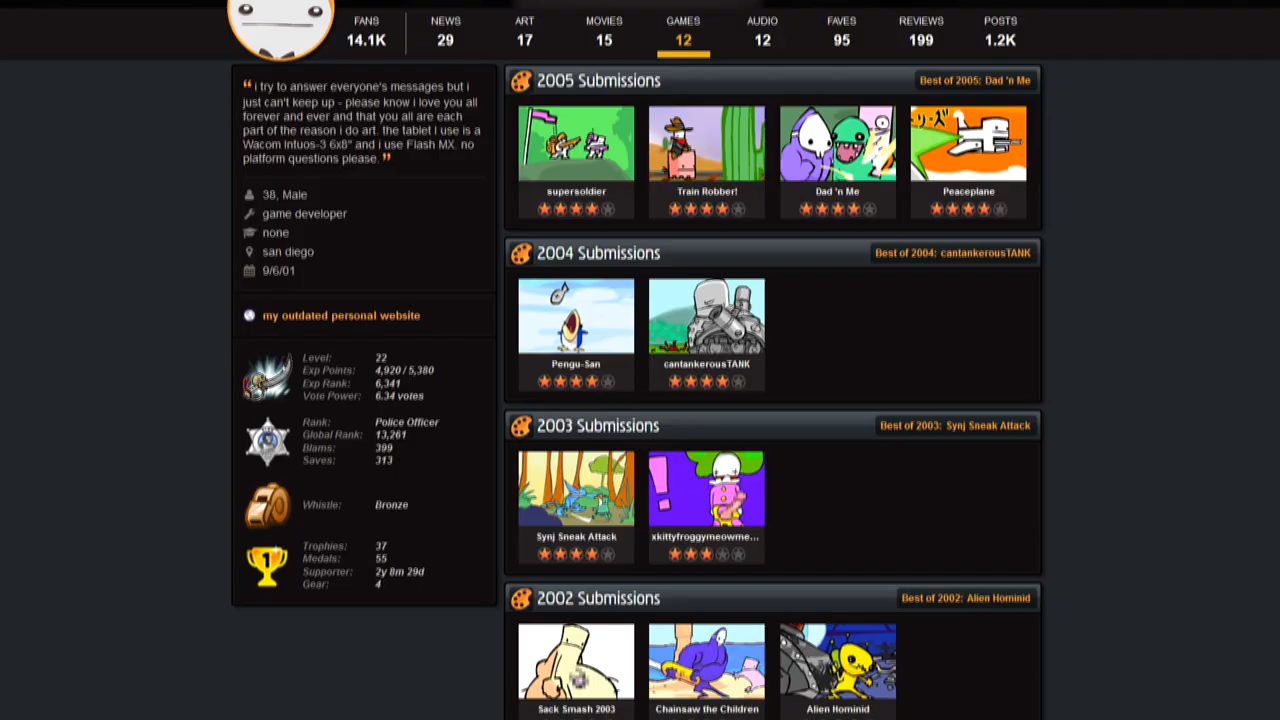 FANS NEWS ART MOVIES GAMES AUDIO FAVES REVIEWS POSTS
14.1K 29 17 15 12 12 95 199 1.2K
“ i try to answer everyone's messages but i
just can't keep up - please know i love you all
forever and ever and that you all are each
part of the reason i do art. the tablet I use is a
Wacom Intuos-3 6x8" and i use Flash MX. no
platform questions please. ”
38, Male
game developer
none
san diego
9/6/01
my outdated personal website
Level: 22
Exp Points: 4,920 / 5,380
Exp Rank: 6,341
Vote Power: 6.34 votes
Rank: Police Officer
Global Rank: 13,261
Blams: 399
Saves: 313
Whistle: Bronze
1
Trophies: 37
Medals: 55
Supporter: 2y 8m 29d
Gear: 4
2005 Submissions Best of 2005: Dad 'n Me
リーズ
supersoldier Train Robber! Dad 'n Me Peaceplane
2004 Submissions Best of 2004: cantankerousTANK
Pengu-San cantankerousTANK
2003 Submissions Best of 2003: Synj Sneak Attack
!
Synj Sneak Attack xkittyfroggymeowme...
2002 Submissions Best of 2002: Alien Hominid
Sack Smash 2003 Chainsaw the Children Alien Hominid